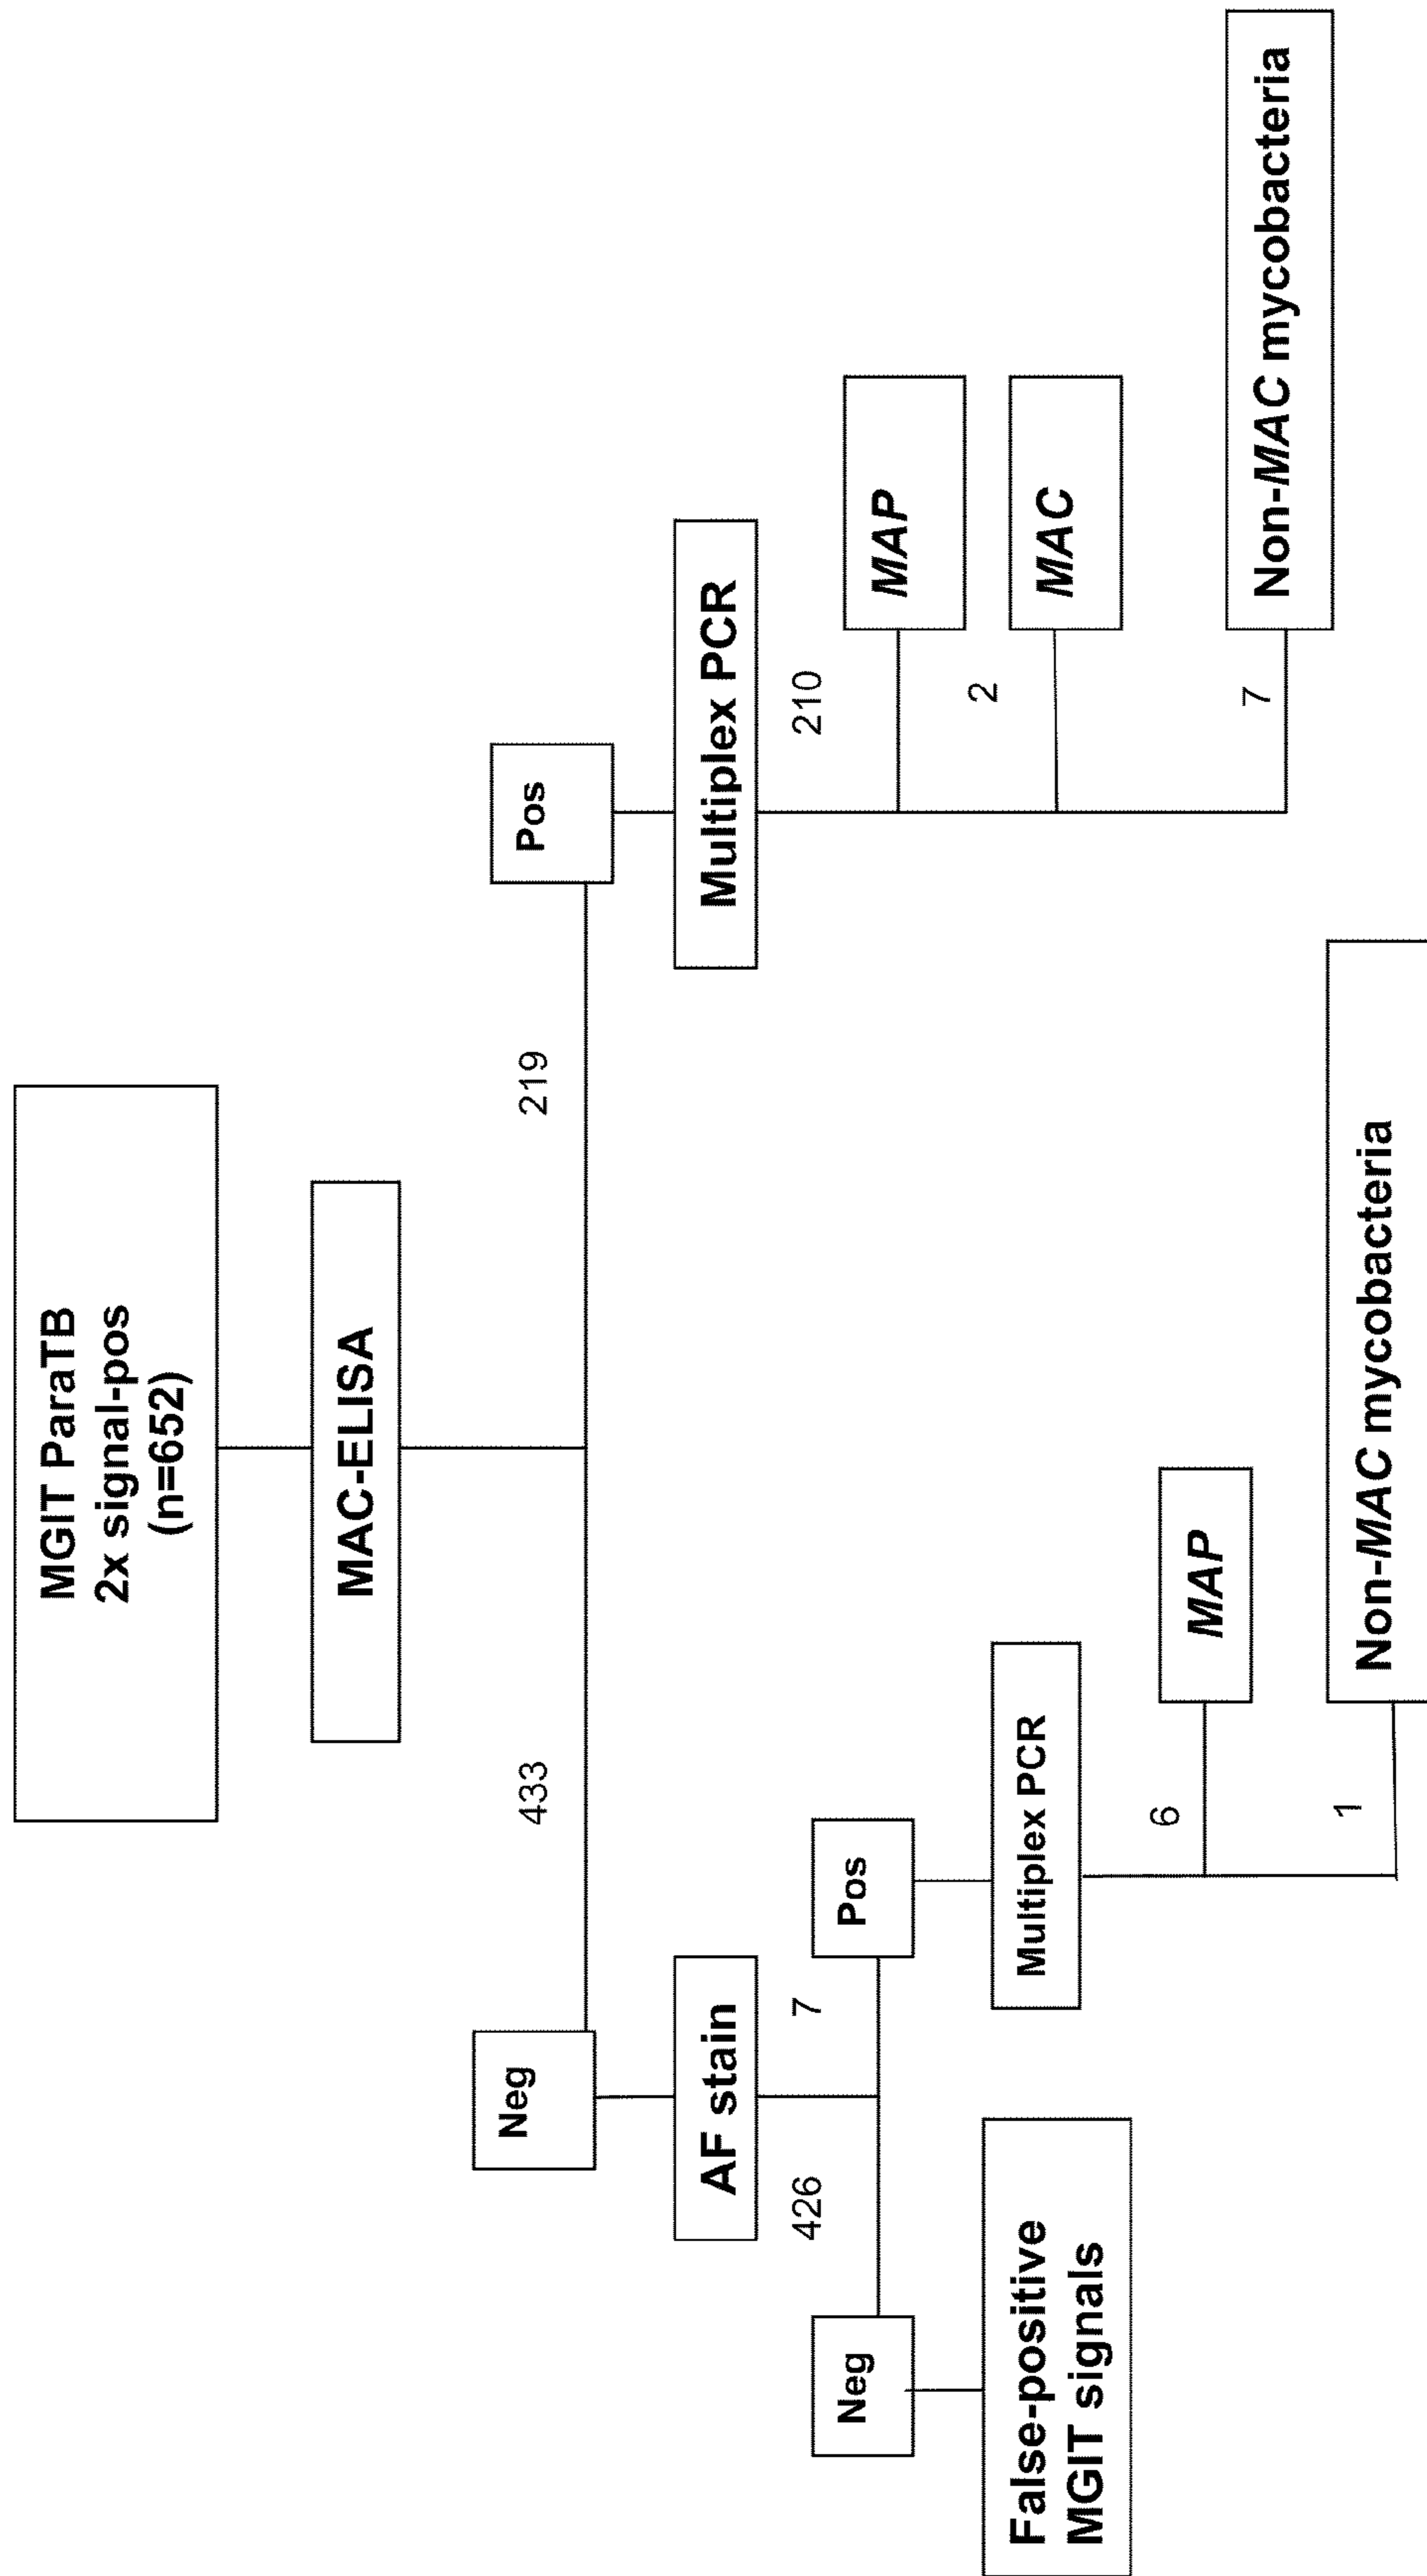 MGIT ParaTB
2x signal-pos
(n=652)
MAC-ELISA
433
219
Neg
Pos
AF stain
Multiplex PCR
426
7
210
Neg
Pos
MAP
False-positive
MGIT signals
Multiplex PCR
2
MAC
6
MAP
7
Non-MAC mycobacteria
1
Non-MAC mycobacteria